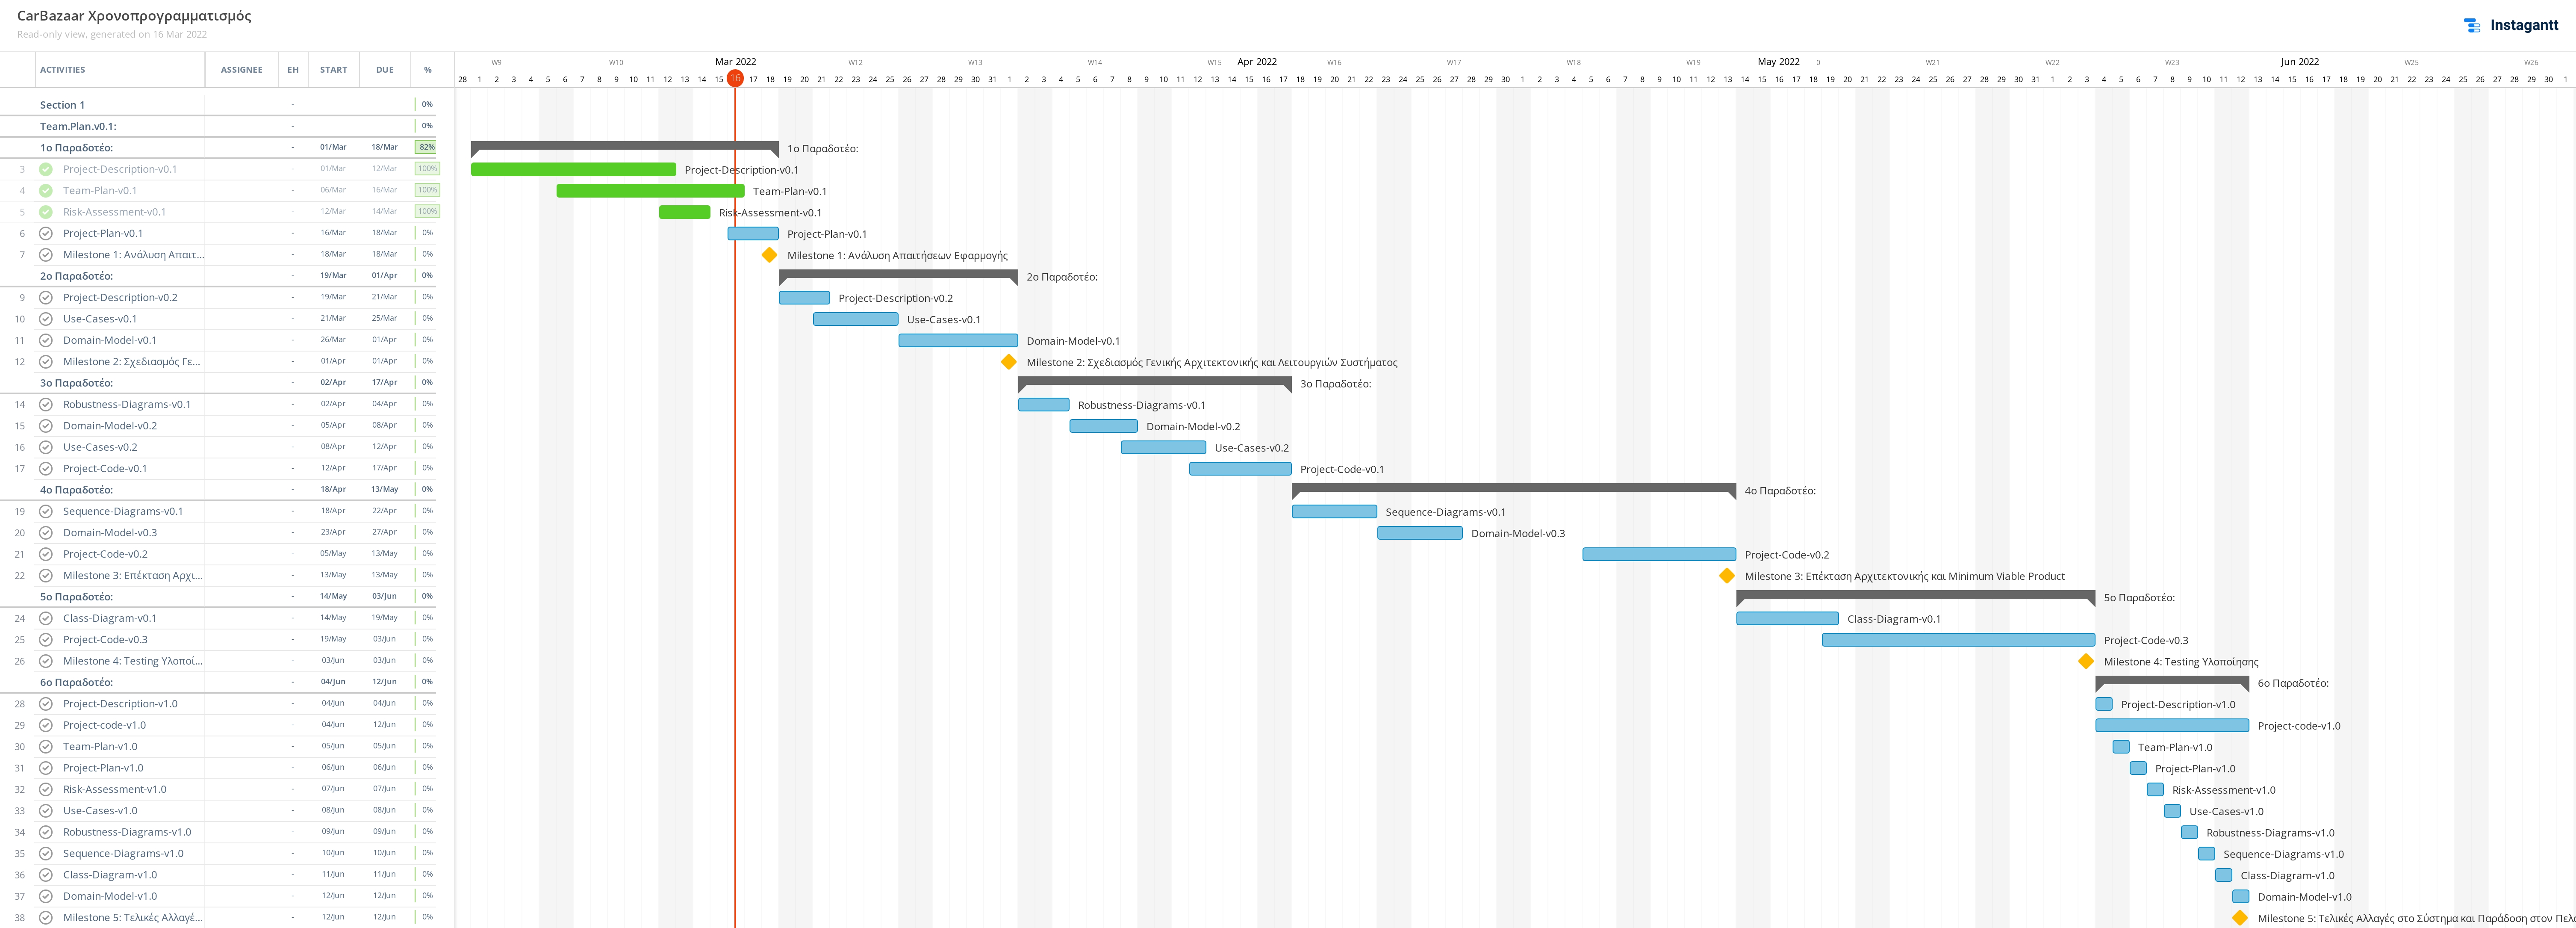 CarBazaar Χρονοπρογραμματισμός
Read-only view, generated on 16 Mar 2022
Instagantt
ACTIVITIES ASSIGNEE EH START DUE %
W9 W10 Mar 2022 W12 W13 W14 W15 Apr 2022 W16 W17 W18 W19 May 2022 0 W21 W22 W23 Jun 2022 W25 W26
28 1 2 3 4 5 6 7 8 9 10 11 12 13 14 15 16 17 18 19 20 21 22 23 24 25 26 27 28 29 30 31 1 2 3 4 5 6 7 8 9 10 11 12 13 14 15 16 17 18 19 20 21 22 23 24 25 26 27 28 29 30 1 2 3 4 5 6 7 8 9 10 11 12 13 14 15 16 17 18 19 20 21 22 23 24 25 26 27 28 29 30 31 1 2 3 4 5 6 7 8 9 10 11 12 13 14 15 16 17 18 19 20 21 22 23 24 25 26 27 28 29 30 1
Section 1 - 0%
Team.Plan.v0.1: - 0%
1ο Παραδοτέο: - 01/Mar 18/Mar 82% 1ο Παραδοτέο:
3 Project-Description-v0.1 - 01/Mar 12/Mar 100% Project-Description-v0.1
4 Team-Plan-v0.1 - 06/Mar 16/Mar 100% Team-Plan-v0.1
5 Risk-Assessment-v0.1 - 12/Mar 14/Mar 100% Risk-Assessment-v0.1
6 Project-Plan-v0.1 - 16/Mar 18/Mar 0% Project-Plan-v0.1
7 Milestone 1: Ανάλυση Απαιτ... - 18/Mar 18/Mar 0% Milestone 1: Ανάλυση Απαιτήσεων Εφαρμογής
2ο Παραδοτέο: - 19/Mar 01/Apr 0% 2ο Παραδοτέο:
9 Project-Description-v0.2 - 19/Mar 21/Mar 0% Project-Description-v0.2
10 Use-Cases-v0.1 - 21/Mar 25/Mar 0% Use-Cases-v0.1
11 Domain-Model-v0.1 - 26/Mar 01/Apr 0% Domain-Model-v0.1
12 Milestone 2: Σχεδιασμός Γε... - 01/Apr 01/Apr 0% Milestone 2: Σχεδιασμός Γενικής Αρχιτεκτονικής και Λειτουργιών Συστήματος
3ο Παραδοτέο: - 02/Apr 17/Apr 0% 3ο Παραδοτέο:
14 Robustness-Diagrams-v0.1 - 02/Apr 04/Apr 0% Robustness-Diagrams-v0.1
15 Domain-Model-v0.2 - 05/Apr 08/Apr 0% Domain-Model-v0.2
16 Use-Cases-v0.2 - 08/Apr 12/Apr 0% Use-Cases-v0.2
17 Project-Code-v0.1 - 12/Apr 17/Apr 0% Project-Code-v0.1
4ο Παραδοτέο: - 18/Apr 13/May 0% 4ο Παραδοτέο:
19 Sequence-Diagrams-v0.1 - 18/Apr 22/Apr 0% Sequence-Diagrams-v0.1
20 Domain-Model-v0.3 - 23/Apr 27/Apr 0% Domain-Model-v0.3
21 Project-Code-v0.2 - 05/May 13/May 0% Project-Code-v0.2
22 Milestone 3: Επέκταση Αρχι... - 13/May 13/May 0% Milestone 3: Επέκταση Αρχιτεκτονικής και Minimum Viable Product
5ο Παραδοτέο: - 14/May 03/Jun 0% 5ο Παραδοτέο:
24 Class-Diagram-v0.1 - 14/May 19/May 0% Class-Diagram-v0.1
25 Project-Code-v0.3 - 19/May 03/Jun 0% Project-Code-v0.3
26 Milestone 4: Testing Υλοποί... - 03/Jun 03/Jun 0% Milestone 4: Testing Υλοποίησης
6ο Παραδοτέο: - 04/Jun 12/Jun 0% 6ο Παραδοτέο:
28 Project-Description-v1.0 - 04/Jun 04/Jun 0% Project-Description-v1.0
29 Project-code-v1.0 - 04/Jun 12/Jun 0% Project-code-v1.0
30 Team-Plan-v1.0 - 05/Jun 05/Jun 0% Team-Plan-v1.0
31 Project-Plan-v1.0 - 06/Jun 06/Jun 0% Project-Plan-v1.0
32 Risk-Assessment-v1.0 - 07/Jun 07/Jun 0% Risk-Assessment-v1.0
33 Use-Cases-v1.0 - 08/Jun 08/Jun 0% Use-Cases-v1.0
34 Robustness-Diagrams-v1.0 - 09/Jun 09/Jun 0% Robustness-Diagrams-v1.0
35 Sequence-Diagrams-v1.0 - 10/Jun 10/Jun 0% Sequence-Diagrams-v1.0
36 Class-Diagram-v1.0 - 11/Jun 11/Jun 0% Class-Diagram-v1.0
37 Domain-Model-v1.0 - 12/Jun 12/Jun 0% Domain-Model-v1.0
38 Milestone 5: Τελικές Αλλαγέ... - 12/Jun 12/Jun 0% Milestone 5: Τελικές Αλλαγές στο Σύστημα και Παράδοση στον